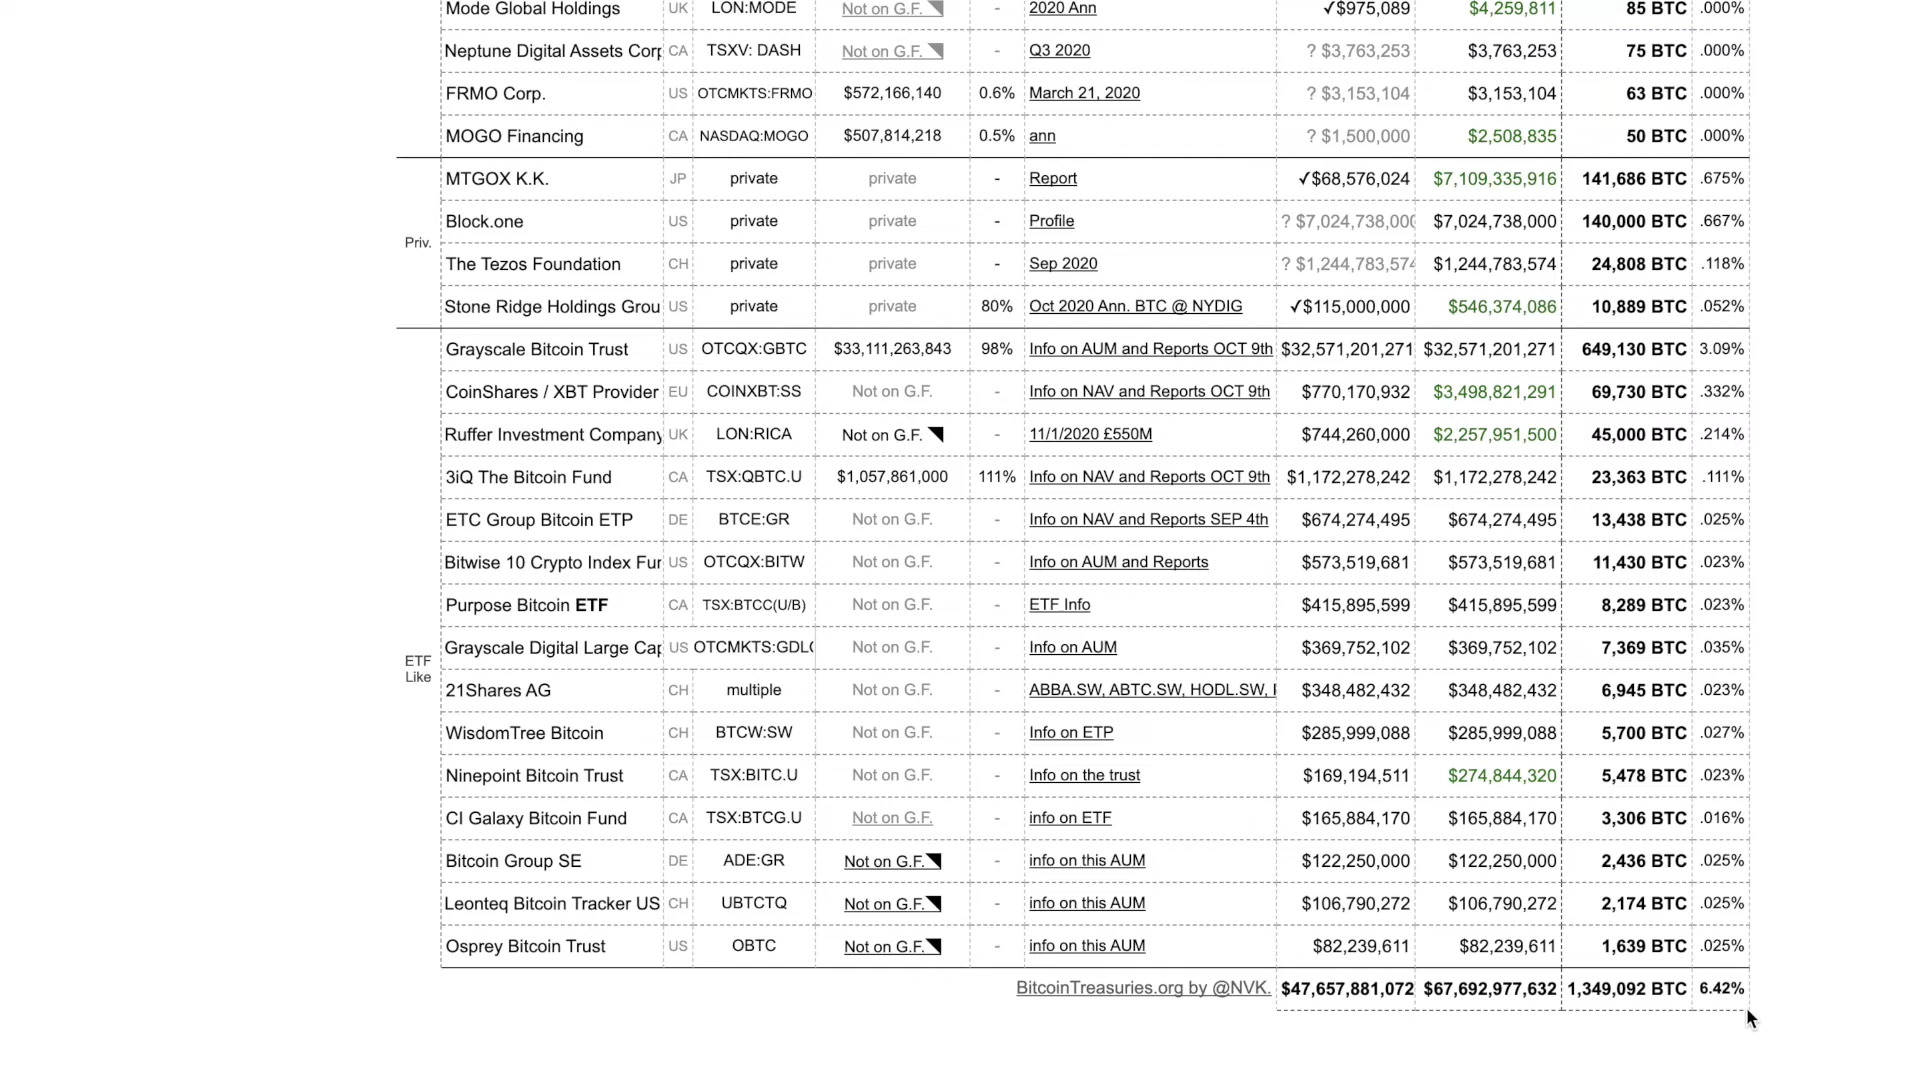 Mode Global Holdings UK LON:MODE Not on G.F. - 2020 Ann ✓$975,089 $4,259,811 85 BTC .000%
Neptune Digital Assets Corp CA TSXV: DASH Not on G.F. - Q3 2020 ? $3,763,253 $3,763,253 75 BTC .000%
FRMO Corp. US OTCMKTS:FRMO $572,166,140 0.6% March 21, 2020 ? $3,153,104 $3,153,104 63 BTC .000%
MOGO Financing CA NASDAQ:MOGO $507,814,218 0.5% ann ? $1,500,000 $2,508,835 50 BTC .000%
MTGOX K.K. JP private private - Report ✓$68,576,024 $7,109,335,916 141,686 BTC .675%
Block.one US private private - Profile ? $7,024,738,000 $7,024,738,000 140,000 BTC .667%
Priv.
The Tezos Foundation CH private private - Sep 2020 ? $1,244,783,574 $1,244,783,574 24,808 BTC .118%
Stone Ridge Holdings Grou US private private 80% Oct 2020 Ann. BTC @ NYDIG ✓$115,000,000 $546,374,086 10,889 BTC .052%
Grayscale Bitcoin Trust US OTCQX:GBTC $33,111,263,843 98% Info on AUM and Reports OCT 9th $32,571,201,271 $32,571,201,271 649,130 BTC 3.09%
CoinShares / XBT Provider EU COINXBT:SS Not on G.F. - Info on NAV and Reports OCT 9th $770,170,932 $3,498,821,291 69,730 BTC .332%
Ruffer Investment Company UK LON:RICA Not on G.F. - 11/1/2020 £550M $744,260,000 $2,257,951,500 45,000 BTC .214%
3iQ The Bitcoin Fund CA TSX:QBTC.U $1,057,861,000 111% Info on NAV and Reports OCT 9th $1,172,278,242 $1,172,278,242 23,363 BTC .111%
ETC Group Bitcoin ETP DE BTCE:GR Not on G.F. - Info on NAV and Reports SEP 4th $674,274,495 $674,274,495 13,438 BTC .025%
Bitwise 10 Crypto Index Fun US OTCQX:BITW Not on G.F. - Info on AUM and Reports $573,519,681 $573,519,681 11,430 BTC .023%
Purpose Bitcoin ETF CA TSX:BTCC(U/B) Not on G.F. - ETF Info $415,895,599 $415,895,599 8,289 BTC .023%
Grayscale Digital Large Cap US OTCMKTS:GDLC Not on G.F. - Info on AUM $369,752,102 $369,752,102 7,369 BTC .035%
ETF
Like
21Shares AG CH multiple Not on G.F. - ABBA.SW, ABTC.SW, HODL.SW, $348,482,432 $348,482,432 6,945 BTC .023%
WisdomTree Bitcoin CH BTCW:SW Not on G.F. - Info on ETP $285,999,088 $285,999,088 5,700 BTC .027%
Ninepoint Bitcoin Trust CA TSX:BITC.U Not on G.F. - Info on the trust $169,194,511 $274,844,320 5,478 BTC .023%
CI Galaxy Bitcoin Fund CA TSX:BTCG.U Not on G.F. - info on ETF $165,884,170 $165,884,170 3,306 BTC .016%
Bitcoin Group SE DE ADE:GR Not on G.F. - info on this AUM $122,250,000 $122,250,000 2,436 BTC .025%
Leonteq Bitcoin Tracker US CH UBTCTQ Not on G.F. - info on this AUM $106,790,272 $106,790,272 2,174 BTC .025%
Osprey Bitcoin Trust US OBTC Not on G.F. - info on this AUM $82,239,611 $82,239,611 1,639 BTC .025%
BitcoinTreasuries.org by @NVK. $47,657,881,072 $67,692,977,632 1,349,092 BTC 6.42%